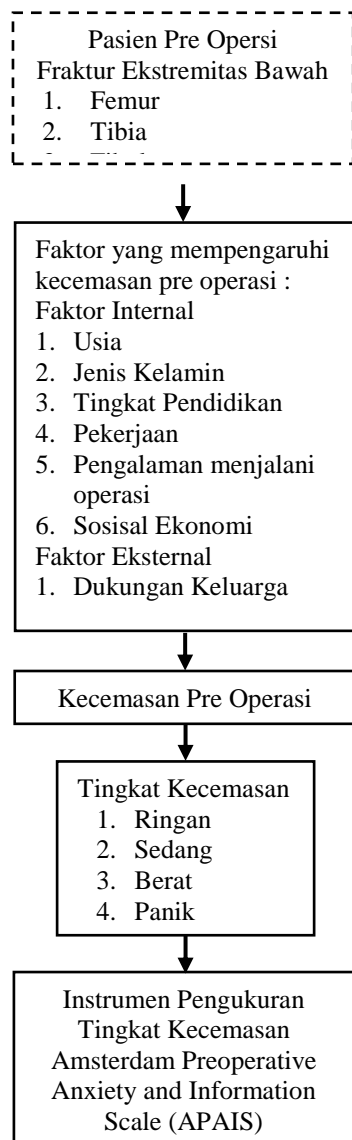 Pasien Pre Opersi
Fraktur Ekstremitas Bawah
1. Femur
2. Tibia
Faktor yang mempengaruhi
kecemasan pre operasi :
Faktor Internal
1. Usia
2. Jenis Kelamin
3. Tingkat Pendidikan
4. Pekerjaan
5. Pengalaman menjalani
operasi
6. Sosisal Ekonomi
Faktor Eksternal
1. Dukungan Keluarga
Kecemasan Pre Operasi
Tingkat Kecemasan
1. Ringan
2. Sedang
3. Berat
4. Panik
Instrumen Pengukuran
Tingkat Kecemasan
Amsterdam Preoperative
Anxiety and Information
Scale (APAIS)